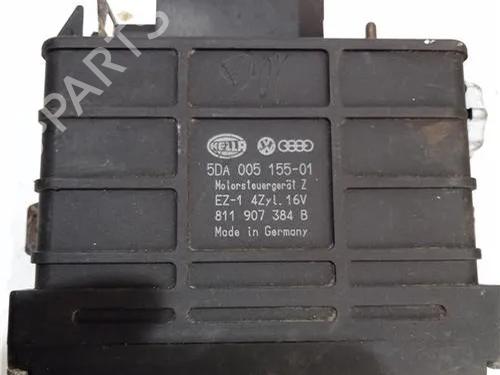 PARTS
HELLA
5DA 005 155-01
Motorsteuergerät Z
EZ-1 4Zyl. 16V
811 907 384 B
Made in Germany